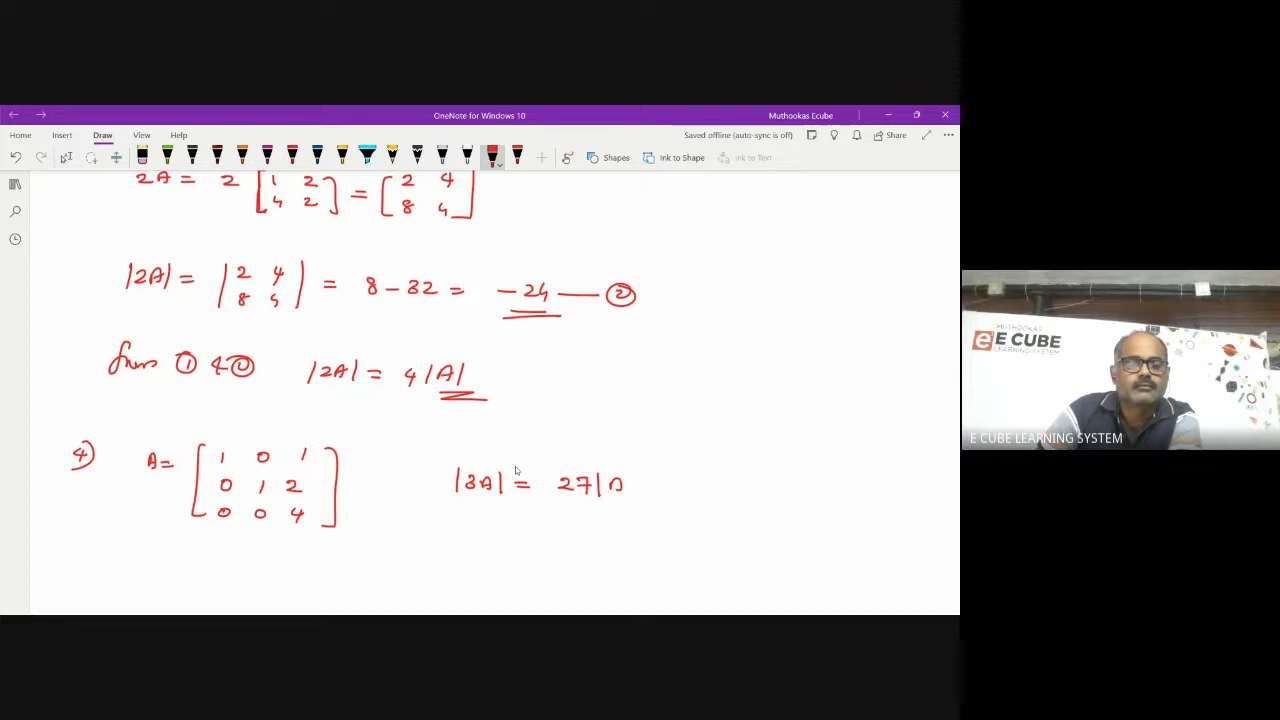 OneNote for Windows 10
Muthookas Ecube
Home Insert Draw View Help
Saved offline (auto-sync is off)
Share
Shapes
Ink to Shape
Ink to Text
2A = 2 [1 2 = [2 4
4 2] 8 4]
|2A| = |2 4| = 8 - 32 = -24 — ②
8 4
from ① & ② |2A| = 4|A|
4) A = [1 0 1
0 1 2 |3A| = 27|A
0 0 4]
MUTHOOKAS
E CUBE
LEARNING SYSTEM
E CUBE LEARNING SYSTEM